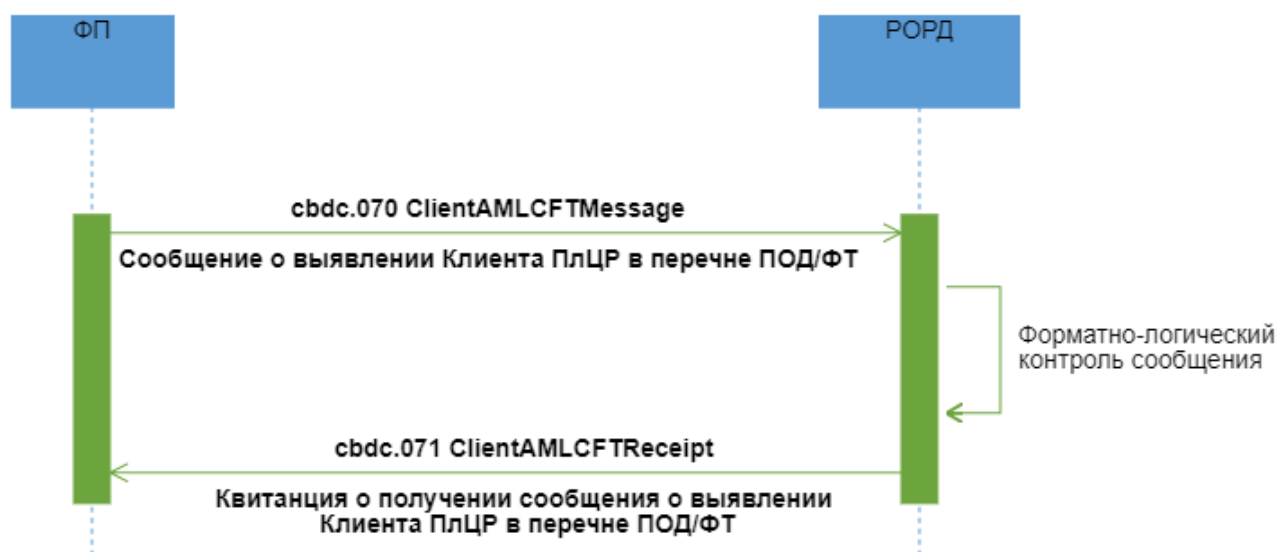 ФП
РОРД
cbdc.070 ClientAMLCFTMessage
Сообщение о выявлении Клиента ПлЦР в перечне ПОД/ФТ
Форматно-логический
контроль сообщения
cbdc.071 ClientAMLCFTReceipt
Квитанция о получении сообщения о выявлении
Клиента ПлЦР в перечне ПОД/ФТ